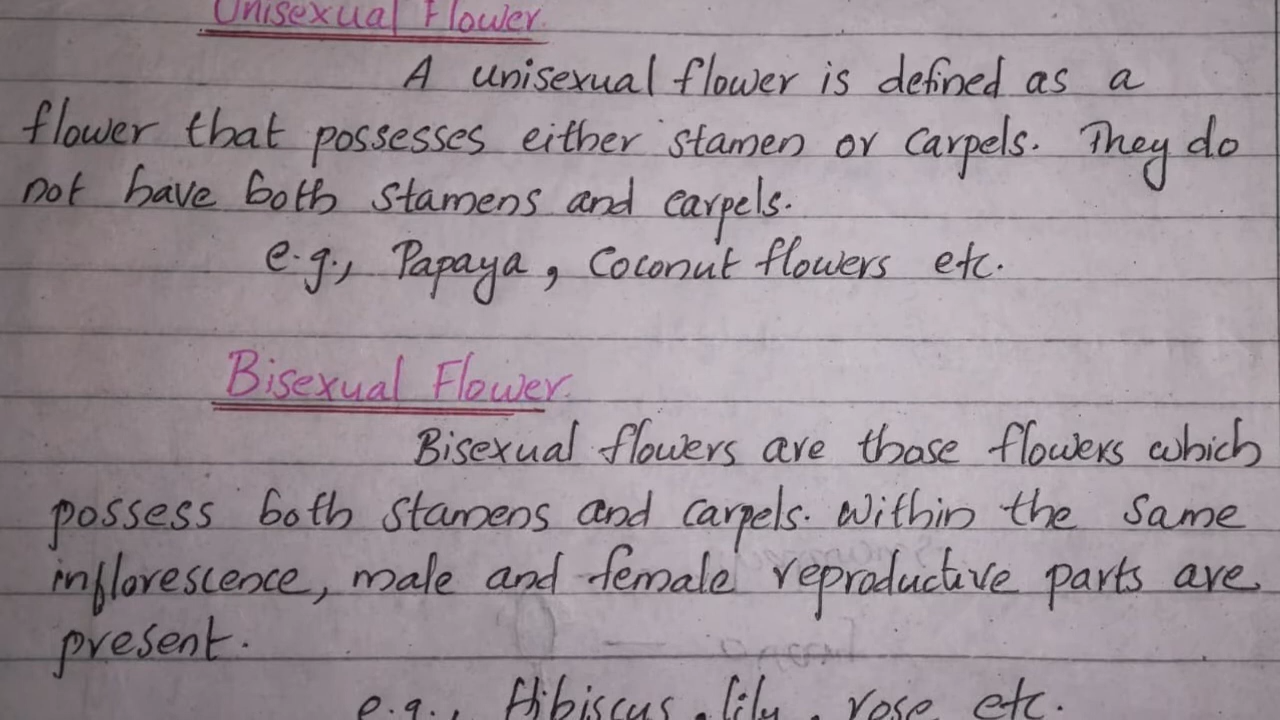 Unisexual Flower.
A unisexual flower is defined as a
flower that possesses either stamen or carpels. They do
not have both stamens and carpels.
e.g., Papaya, Coconut flowers etc.
Bisexual Flower.
Bisexual flowers are those flowers which
possess both stamens and carpels. Within the same
inflorescence, male and female reproductive parts are
present.
e.g., Hibiscus, lily, rose etc.